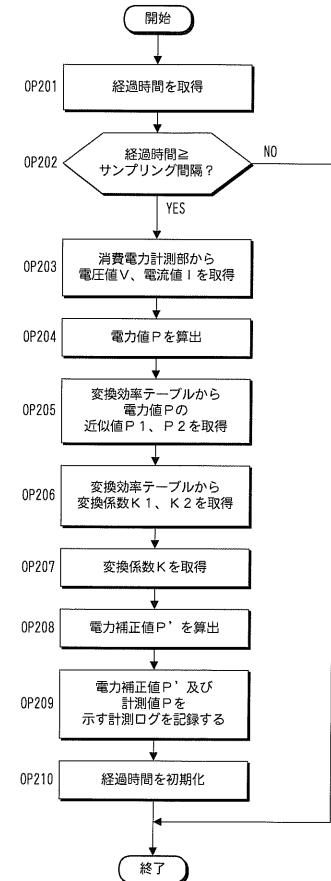 開始
OP201
経過時間を取得
OP202
経過時間≧
サンプリング間隔?
NO
YES
OP203
消費電力計測部から
電圧値V、電流値Iを取得
OP204
電力値Pを算出
OP205
変換効率テーブルから
電力値Pの
近似値P1、P2を取得
OP206
変換効率テーブルから
変換係数K1、K2を取得
OP207
変換係数Kを取得
OP208
電力補正値P'を算出
OP209
電力補正値P'及び
計測値Pを
示す計測ログを記録する
OP210
経過時間を初期化
終了